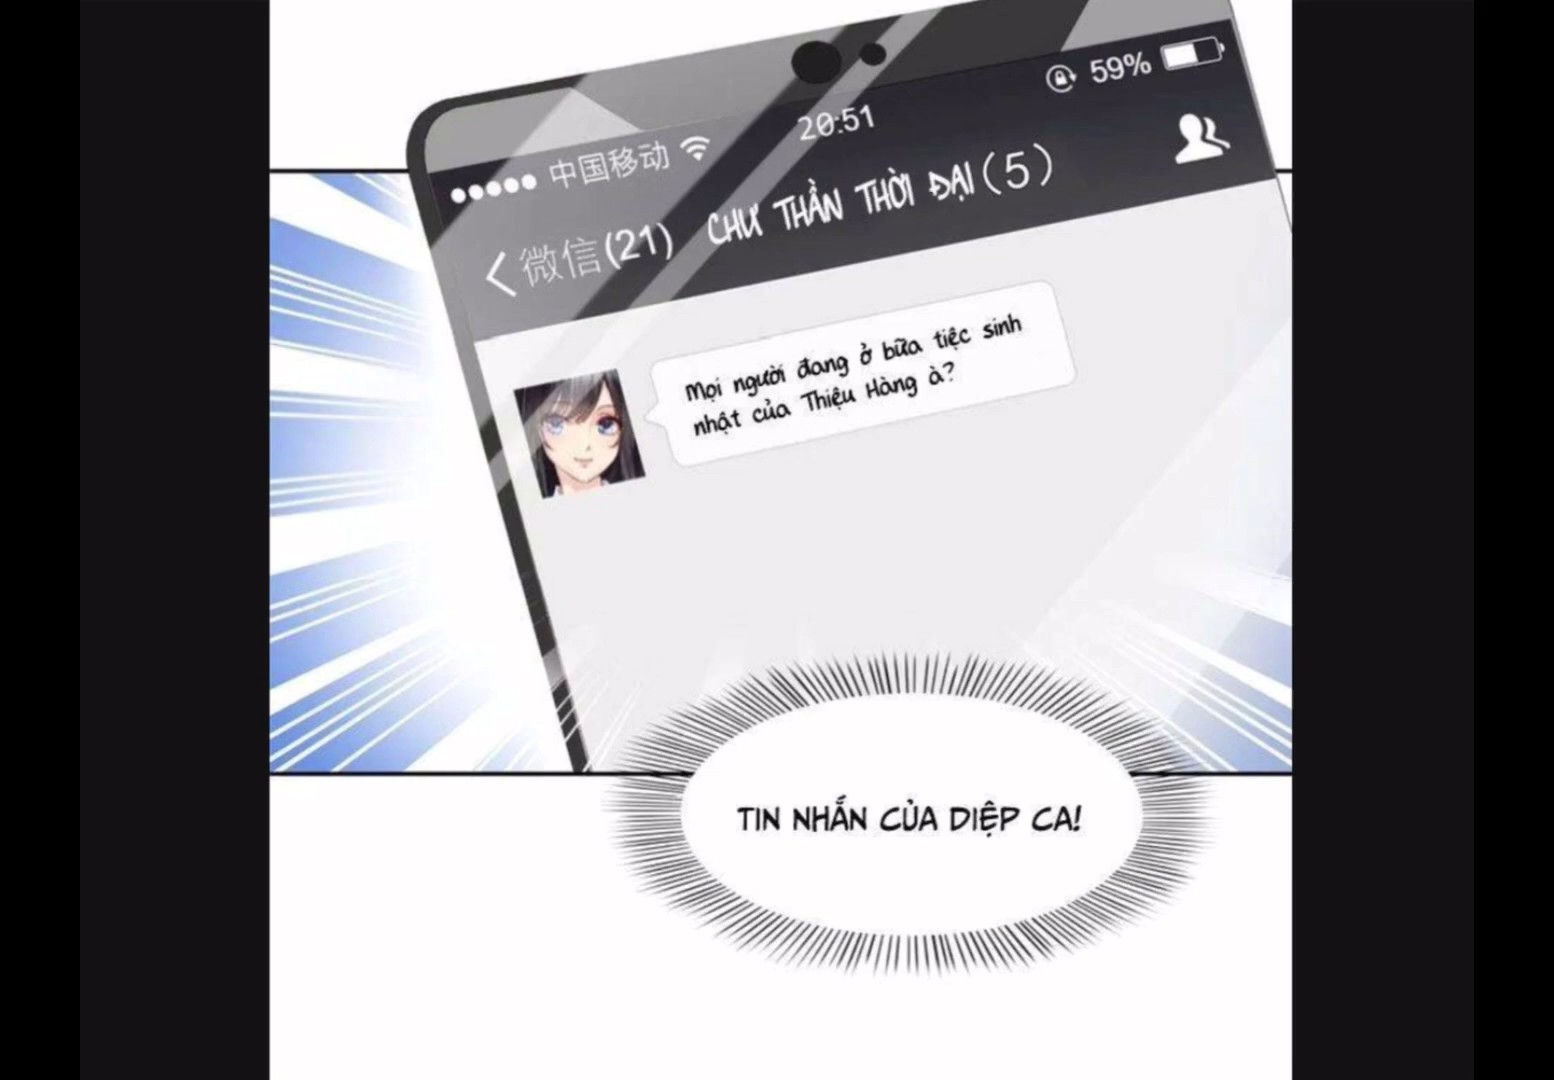 20:51
59%
中国移动
微信(21)
CHƯ THẦN THỜI ĐẠI (5)
Mọi người đang ở bữa tiệc sinh
nhật của Thiệu Hàng à?
TIN NHẮN CỦA DIỆP CA!